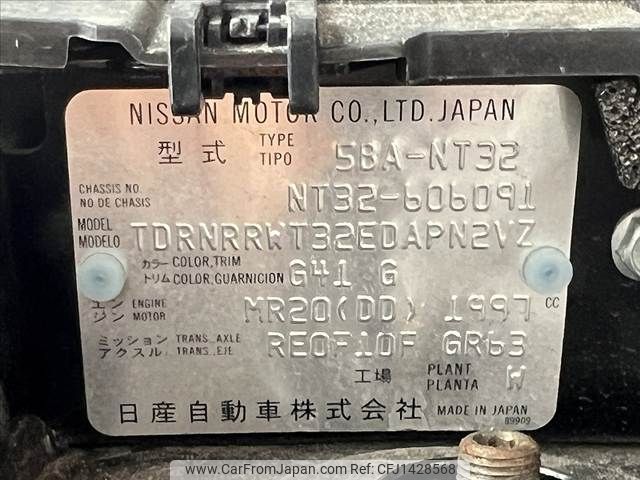 NISSAN MOTOR CO.,LTD.JAPAN
型式 TYPE TIPO 5BA-NT32
CHASSIS NO. NO DE CHASIS NT32-606091
MODEL MODELO TDRNRRWT32EDAPN2VZ
カラー COLOR,TRIM トリム COLOR,GUARNICION G41 G
エンジン ENGINE MOTOR MR20(DD) 1997 CC
ミッション TRANS.,AXLE アクスル TRANS.,EJE RE0F10F GR63
工場 PLANT PLANTA W
日産自動車株式会社 MADE IN JAPAN
89909
CarFromJapan.com - CFJ1428568